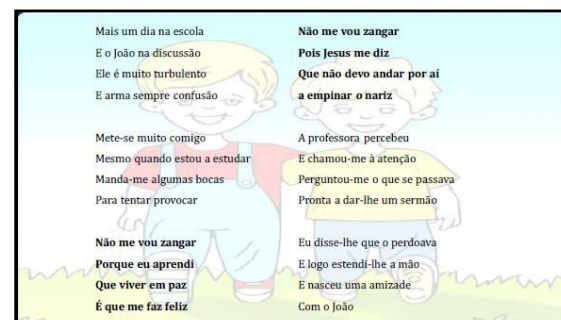 Mais um dia na escola
E o João na discussão
Ele é muito turbulento
E arma sempre confusão
Mete-se muito comigo
Mesmo quando estou a estudar
Manda-me algumas bocas
Para tentar provocar
Não me vou zangar
Porque eu aprendi
Que viver em paz
É que me faz feliz
Não me vou zangar
Pois Jesus me diz
Que não devo andar por aí
a empinar o nariz
A professora percebeu
E chamou-me à atenção
Perguntou-me o que se passava
Pronta a dar-lhe um sermão
Eu disse-lhe que o perdoava
E logo estendi-lhe a mão
E nasceu uma amizade
Com o João